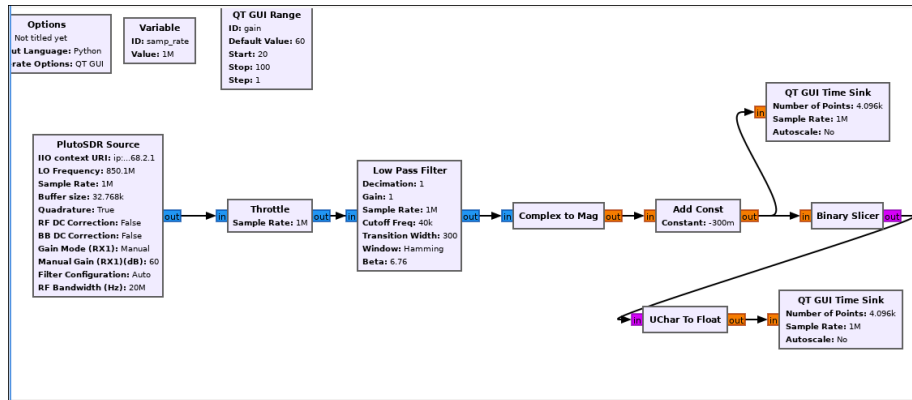 Options
Not titled yet
ut Language: Python
rate Options: QT GUI
Variable
ID: samp_rate
Value: 1M
QT GUI Range
ID: gain
Default Value: 60
Start: 20
Stop: 100
Step: 1
QT GUI Time Sink
Number of Points: 4.096k
Sample Rate: 1M
Autoscale: No
in
PlutoSDR Source
IIO context URI: ip:...68.2.1
LO Frequency: 850.1M
Sample Rate: 1M
Buffer size: 32.768k
Quadrature: True
RF DC Correction: False
BB DC Correction: False
Gain Mode (RX1): Manual
Manual Gain (RX1)(dB): 60
Filter Configuration: Auto
RF Bandwidth (Hz): 20M
out
in
Throttle
Sample Rate: 1M
out
in
Low Pass Filter
Decimation: 1
Gain: 1
Sample Rate: 1M
Cutoff Freq: 40k
Transition Width: 300
Window: Hamming
Beta: 6.76
out
in
Complex to Mag
out
in
Add Const
Constant: -300m
out
in
Binary Slicer
out
in
UChar To Float
out
in
QT GUI Time Sink
Number of Points: 4.096k
Sample Rate: 1M
Autoscale: No